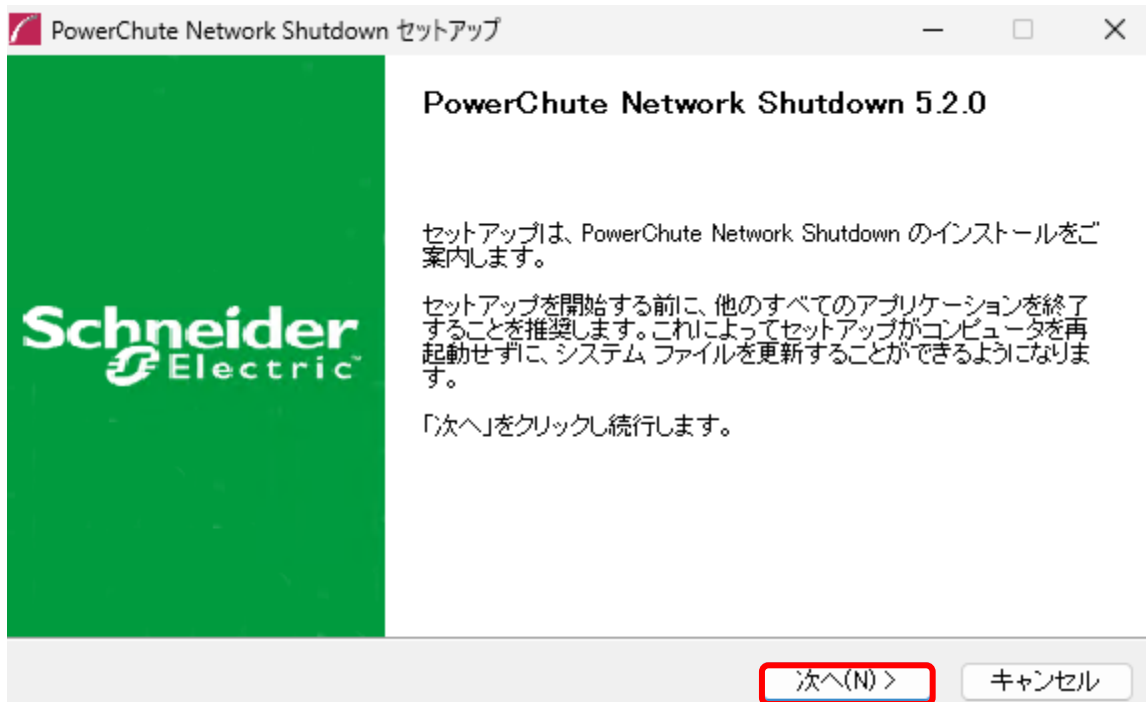 PowerChute Network Shutdown セットアップ
PowerChute Network Shutdown 5.2.0
セットアップは、PowerChute Network Shutdown のインストールをご
案内します。
セットアップを開始する前に、他のすべてのアプリケーションを終了
することを推奨します。これによってセットアップがコンピュータを再
起動せずに、システム ファイルを更新することができるようになりま
す。
「次へ」をクリックし続行します。
Schneider
Electric™
次へ(N) >
キャンセル